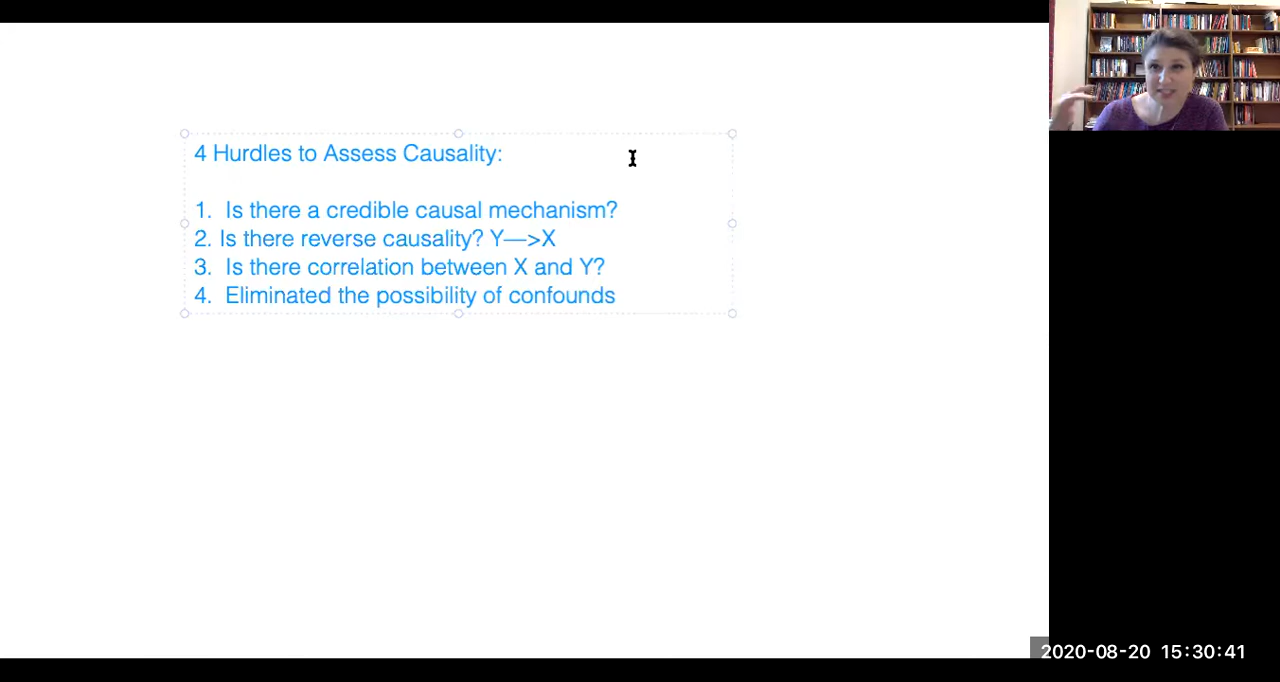 4 Hurdles to Assess Causality:
1. Is there a credible causal mechanism?
2. Is there reverse causality? Y—>X
3. Is there correlation between X and Y?
4. Eliminated the possibility of confounds
2020-08-20 15:30:41